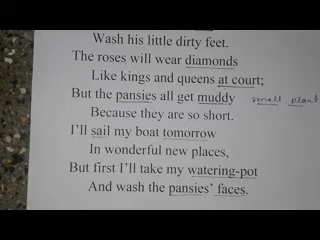 Wash his little dirty feet.
The roses will wear diamonds
Like kings and queens at court;
But the pansies all get muddy small plant
Because they are so short.
I'll sail my boat tomorrow
In wonderful new places,
But first I'll take my watering-pot
And wash the pansies' faces.